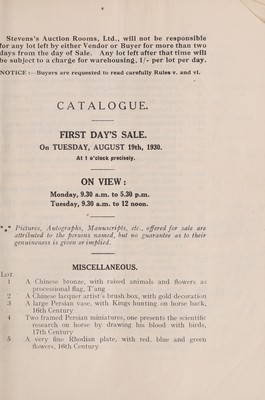 Stevens's Auction Rooms, Ltd., will not be responsible
for any lot left by either Vendor or Buyer for more than two
days from the day of Sale. Any lot left after that time will
be subject to a charge for warehousing, 1/- per lot per day.
NOTICE :—Buyers are requested to read carefully Rules v. and vi.
CATALOGUE.
FIRST DAY'S SALE.
On TUESDAY, AUGUST 19th, 1930.
At 1 o'clock precisely.
ON VIEW :
Monday, 9.30 a.m. to 5.30 p.m.
Tuesday, 9.30 a.m. to 12 noon.
*** Pictures, Autographs, Manuscripts, etc., offered for sale are
attributed to the persons named, but no guarantee as to their
genuineness is given or implied.
MISCELLANEOUS.
LOT
1 A Chinese bronze, with raised animals and flowers as
processional flag, T'ang
2 A Chinese lacquer artist's brush box, with gold decoration
3 A large Persian vase, with Kings hunting on horse back,
16th Century
4 Two framed Persian miniatures, one presents the scientific
research on horse by drawing his blood with birds,
17th Century
5 A very fine Rhodian plate, with red, blue and green
flowers, 16th Century